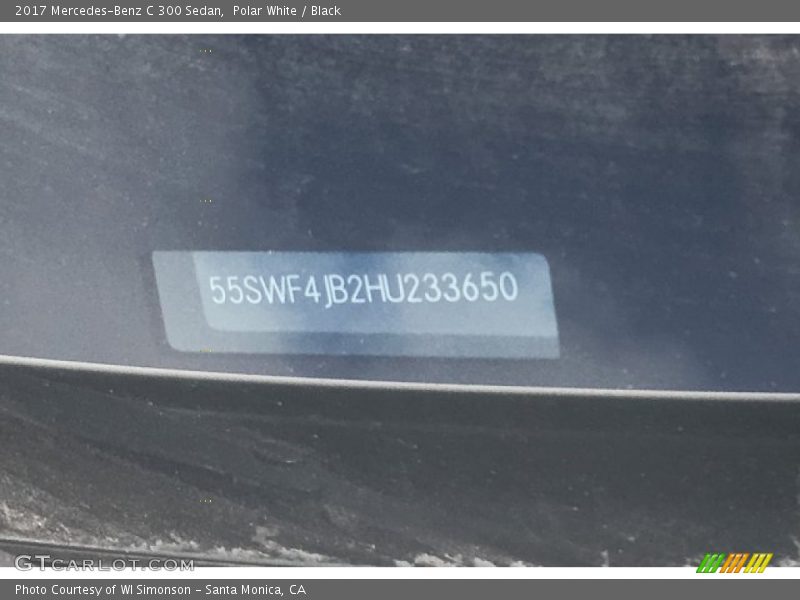 2017 Mercedes-Benz C 300 Sedan, Polar White / Black
55SWF4JB2HU233650
GTCARLOT.COM
Photo Courtesy of WI Simonson - Santa Monica, CA